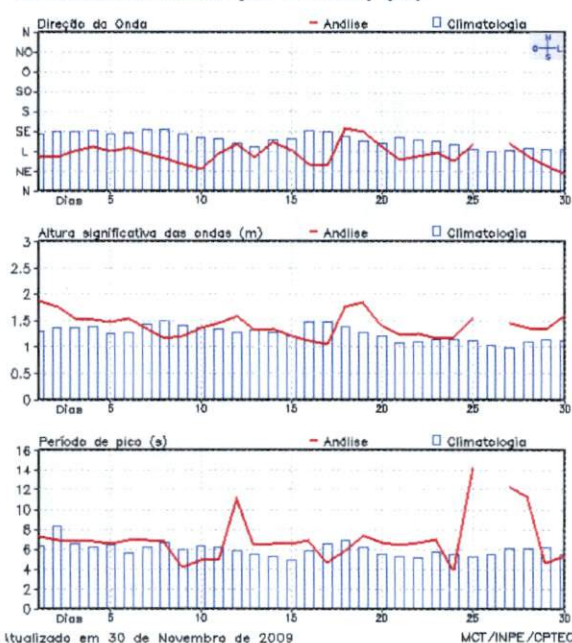 Direção da Onda — Análise Climatologia
N
NO
O
SO
S
SE
L
NE
N
N
O L
S
Dias 5 10 15 20 25 30
Altura significativa das ondas (m) — Análise Climatologia
3
2.5
2
1.5
1
0.5
0
Dias 5 10 15 20 25 30
Período de pico (s) — Análise Climatologia
16
14
12
10
8
6
4
2
0
Dias 5 10 15 20 25 30
tualizado em 30 de Novembro de 2009 MCT/INPE/CPTEC